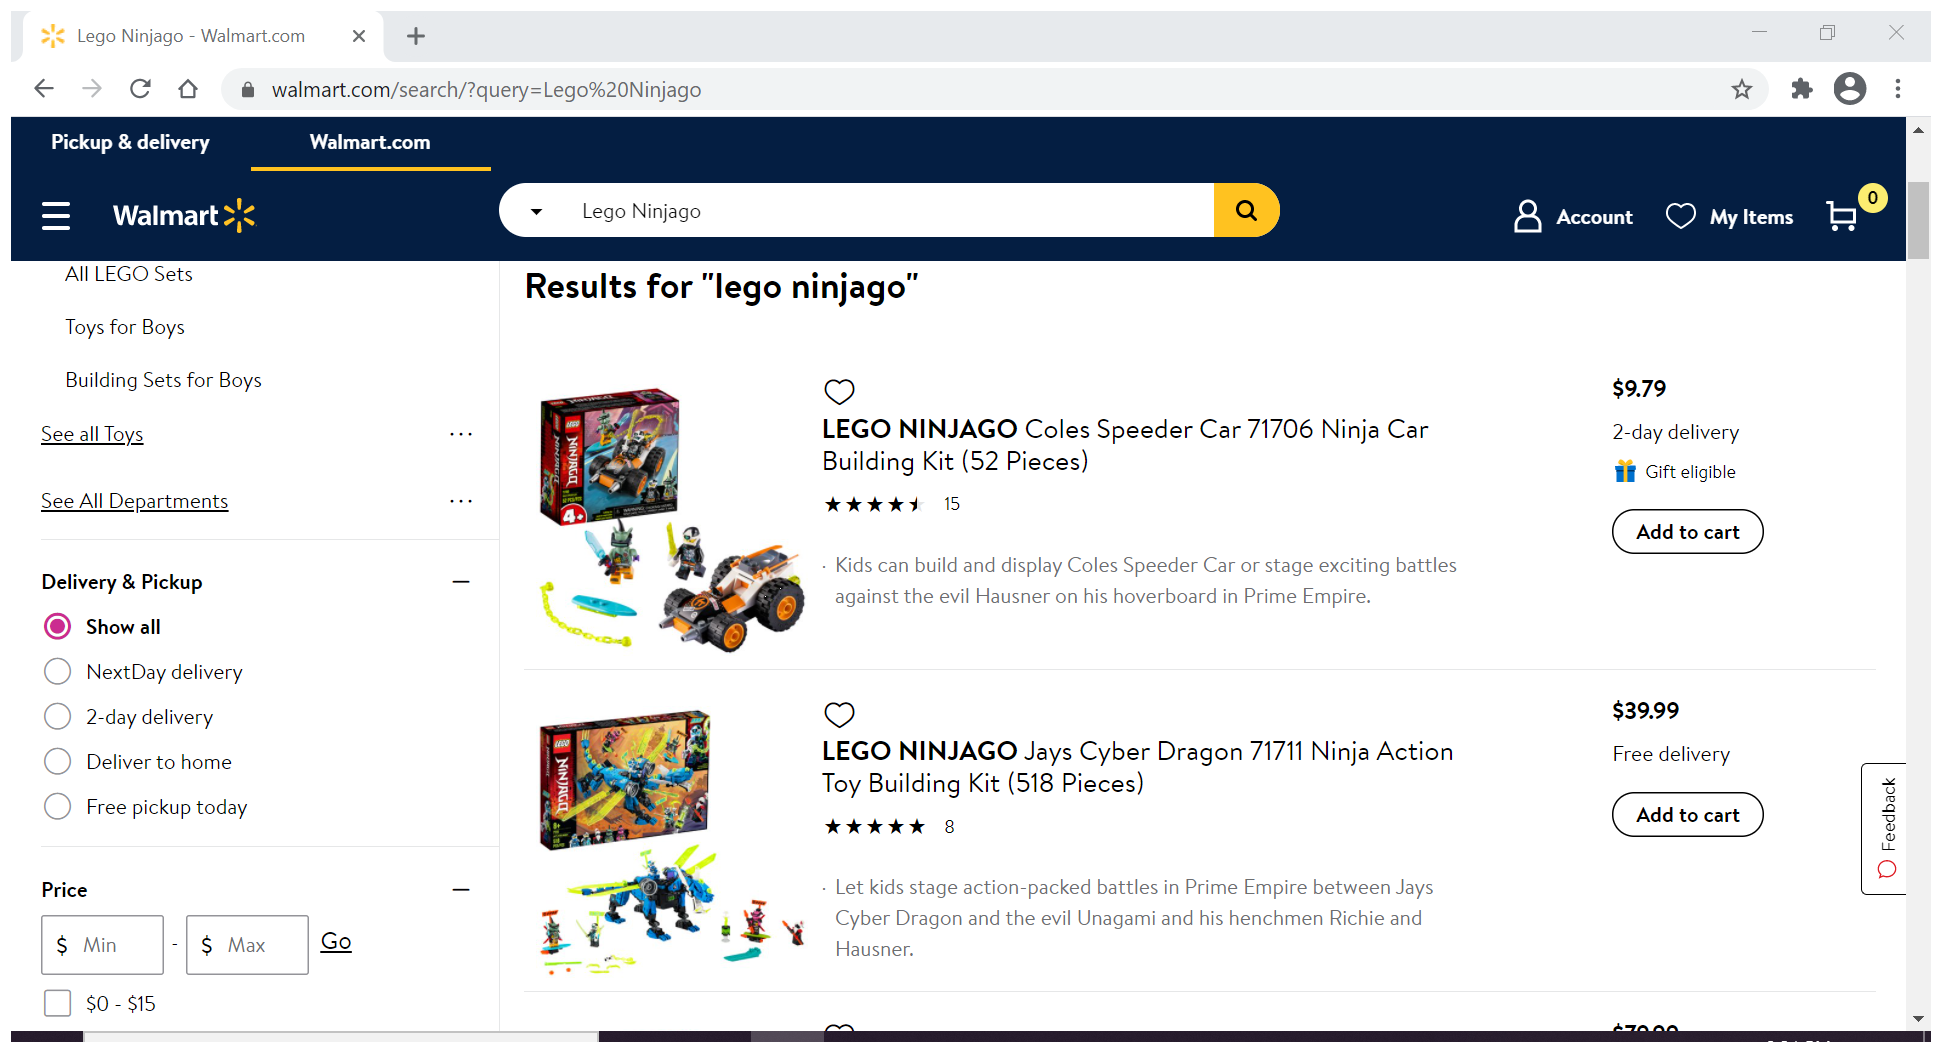 Lego Ninjago - Walmart.com
walmart.com/search/?query=Lego%20Ninjago
Pickup & delivery
Walmart.com
Walmart
Lego Ninjago
Account
My Items
0
All LEGO Sets
Toys for Boys
Building Sets for Boys
See all Toys
See All Departments
Delivery & Pickup
Show all
NextDay delivery
2-day delivery
Deliver to home
Free pickup today
Price
$ Min - $ Max Go
$0 - $15
Results for "lego ninjago"
LEGO
NINJAGO
4+
LEGO NINJAGO Coles Speeder Car 71706 Ninja Car
Building Kit (52 Pieces)
15
· Kids can build and display Coles Speeder Car or stage exciting battles
against the evil Hausner on his hoverboard in Prime Empire.
$9.79
2-day delivery
Gift eligible
Add to cart
LEGO
NINJAGO
LEGO NINJAGO Jays Cyber Dragon 71711 Ninja Action
Toy Building Kit (518 Pieces)
8
· Let kids stage action-packed battles in Prime Empire between Jays
Cyber Dragon and the evil Unagami and his henchmen Richie and
Hausner.
$39.99
Free delivery
Add to cart
Feedback